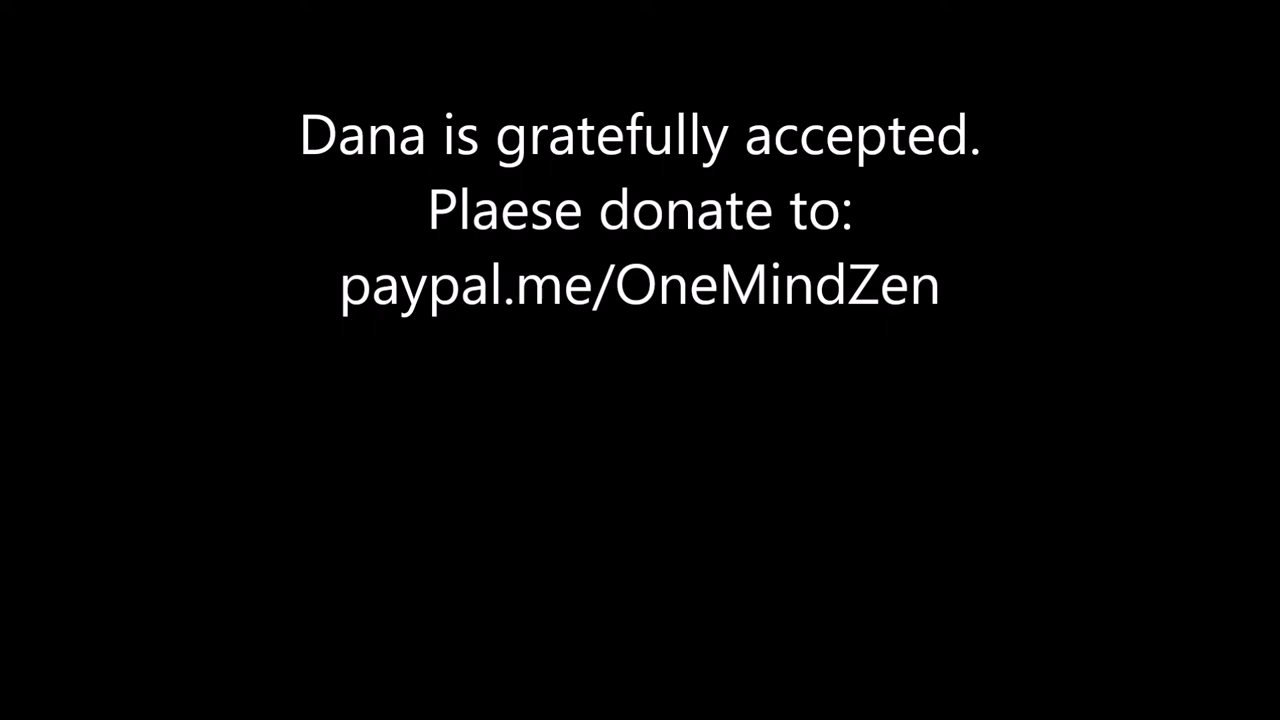 Dana is gratefully accepted.
Plaese donate to:
paypal.me/OneMindZen